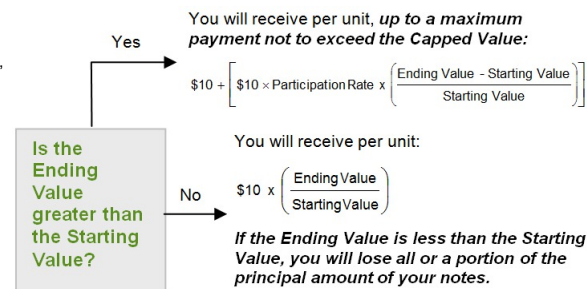 You will receive per unit, up to a maximum
payment not to exceed the Capped Value:
Yes
,
$10 + [ $10 × Participation Rate x ( Ending Value - Starting Value / Starting Value ) ]
Is the
Ending
Value
greater than
the Starting
Value?
No
You will receive per unit:
$10 x ( Ending Value / Starting Value )
If the Ending Value is less than the Starting
Value, you will lose all or a portion of the
principal amount of your notes.